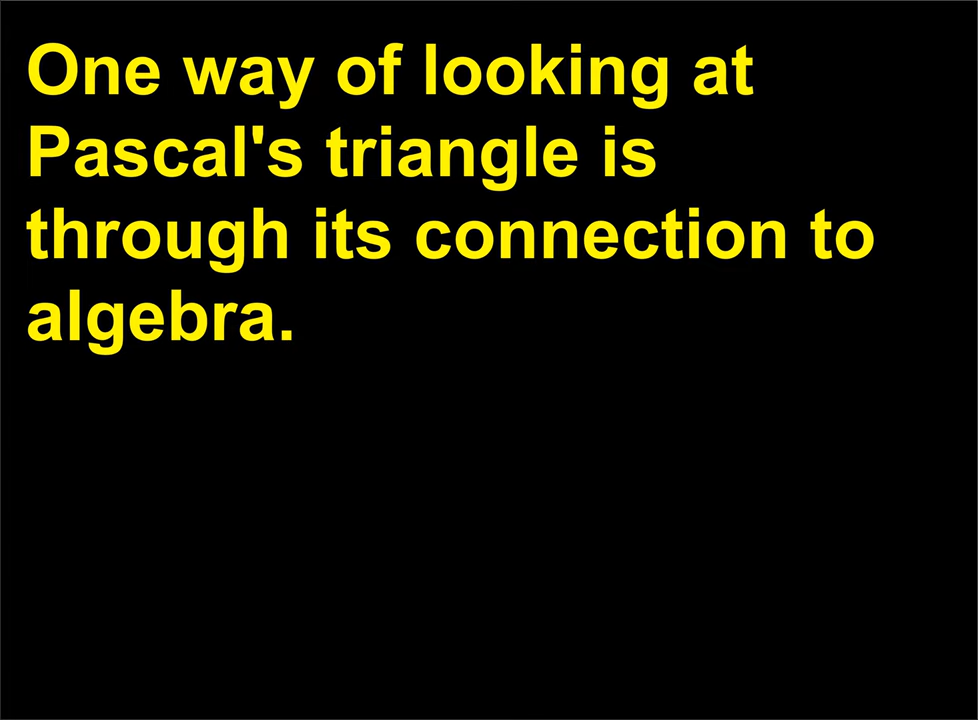 One way of looking at
Pascal's triangle is
through its connection to
algebra.